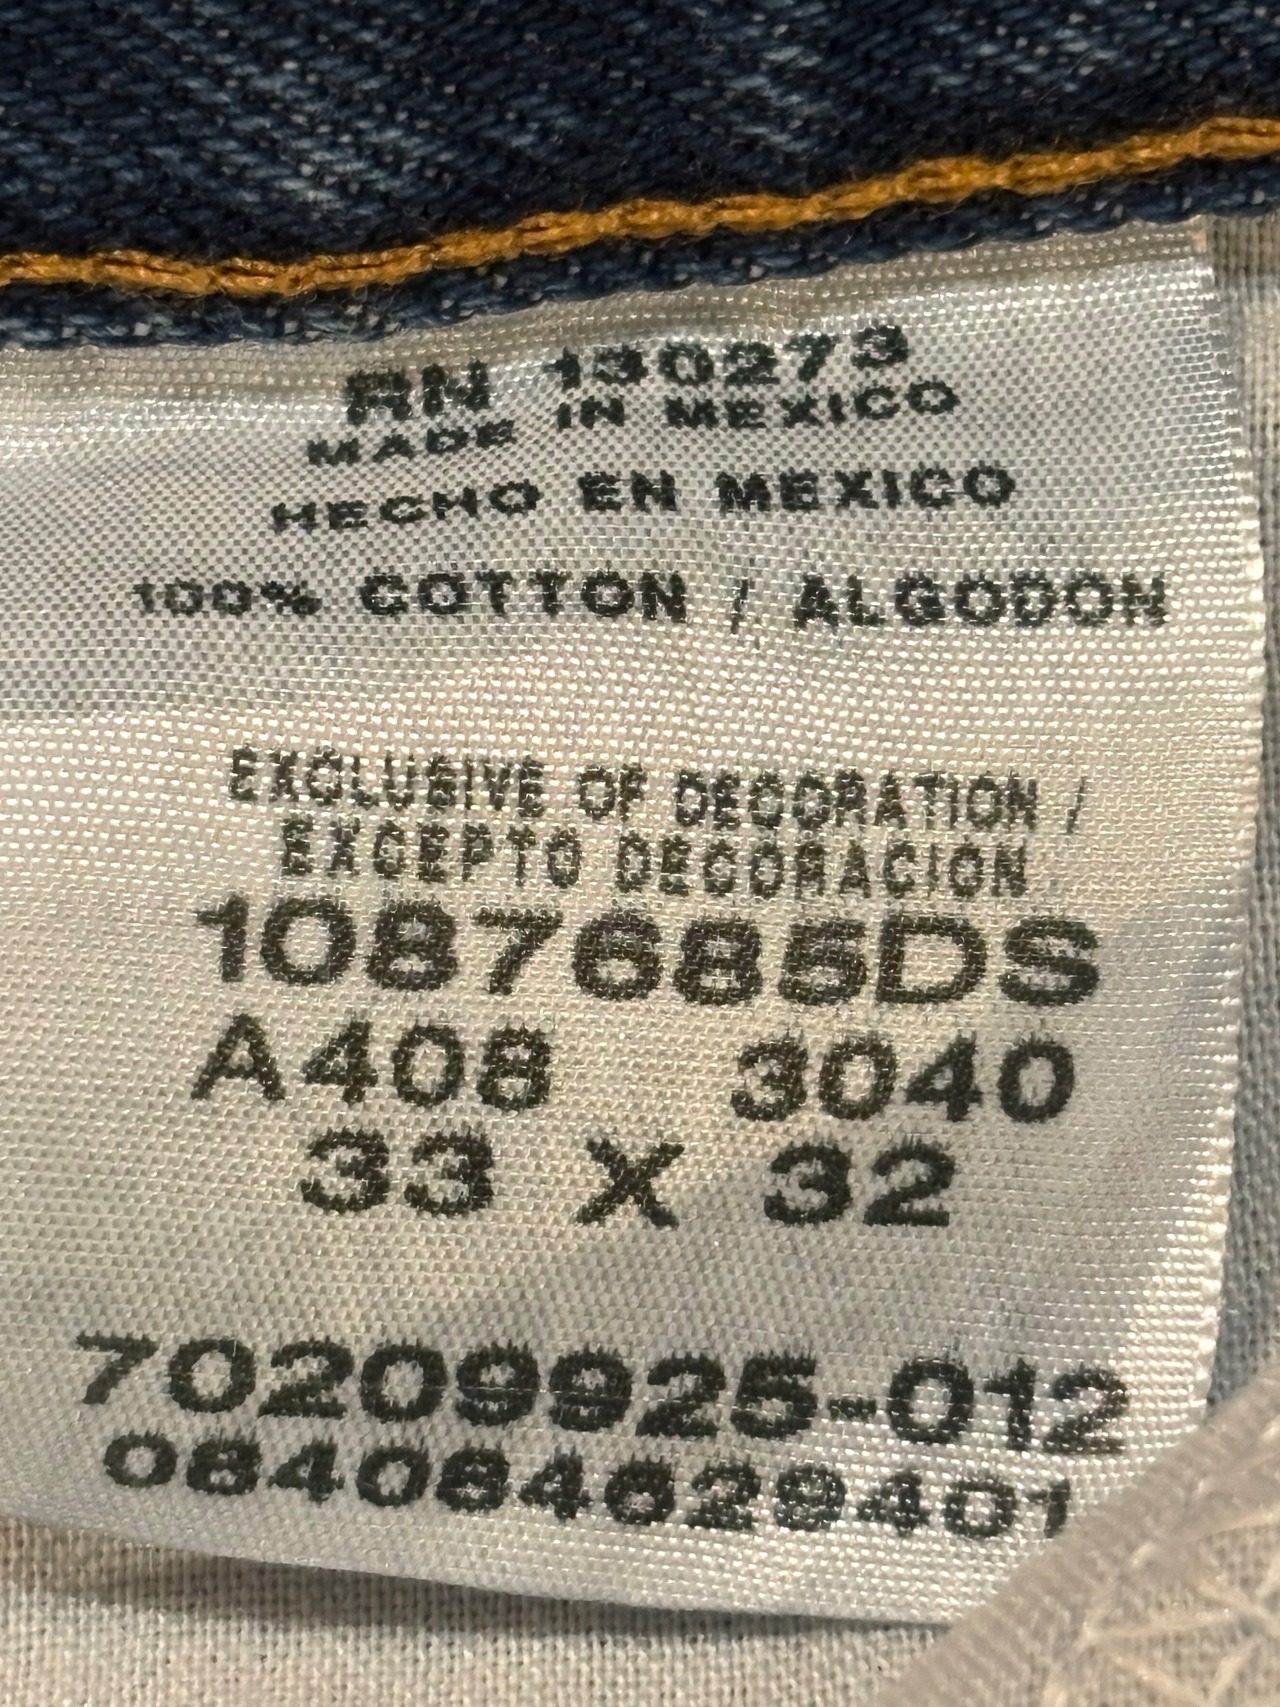 RN 130273
MADE IN MEXICO
HECHO EN MEXICO
100% COTTON / ALGODON
EXCLUSIVE OF DECORATION /
EXCEPTO DECORACION
1087685DS
A408 3040
33 X 32
70209925-012
084084029401